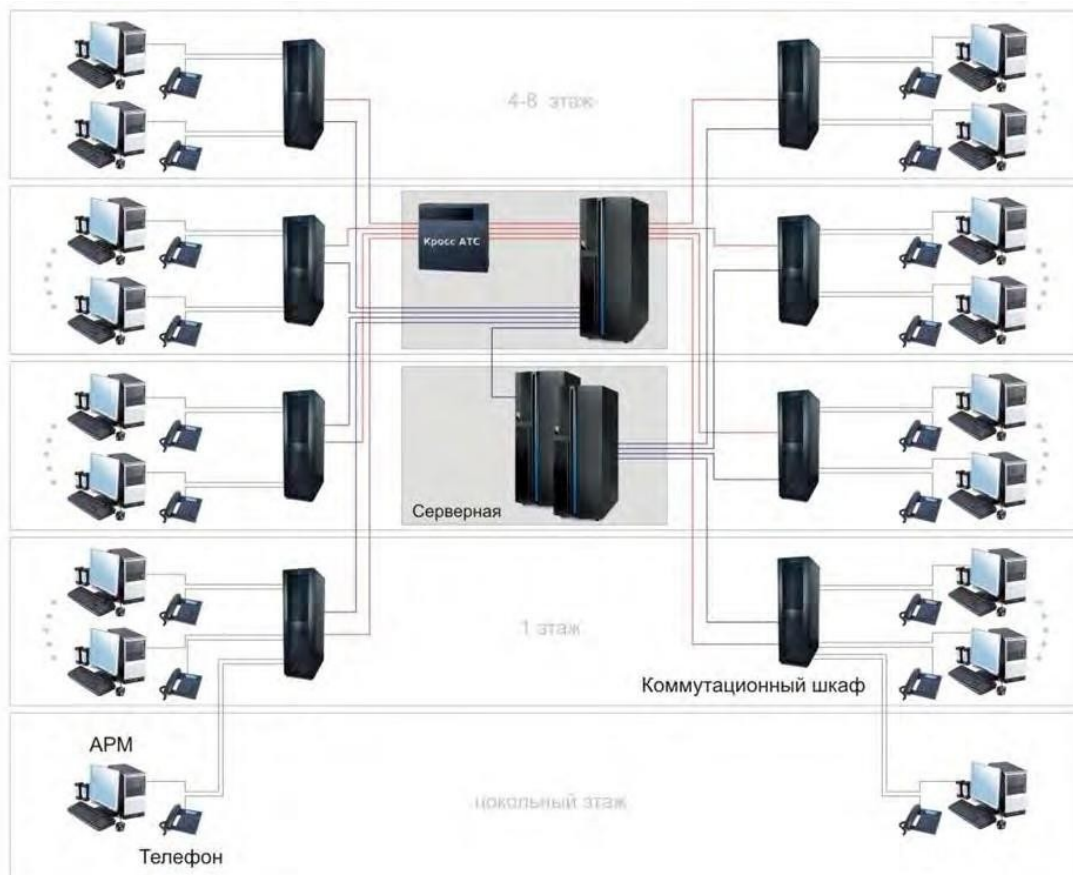 4-8 этаж
Кросс АТС
Серверная
1 этаж
Коммутационный шкаф
АРМ
цокольный этаж
Телефон